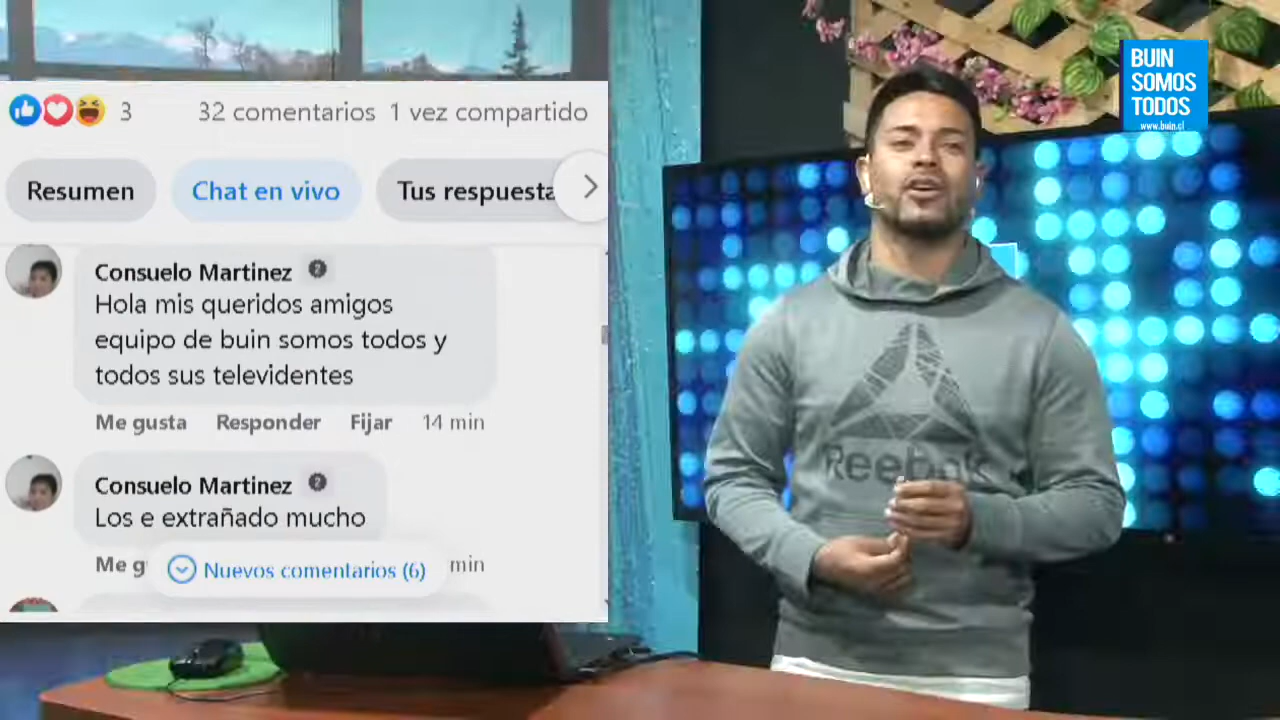 3 32 comentarios 1 vez compartido
Resumen Chat en vivo Tus respuesta
Consuelo Martinez
Hola mis queridos amigos
equipo de buin somos todos y
todos sus televidentes
Me gusta Responder Fijar 14 min
Consuelo Martinez
Los e extrañado mucho
Me g min
Nuevos comentarios (6)
BUIN
SOMOS
TODOS
www.buin.cl
Reebok